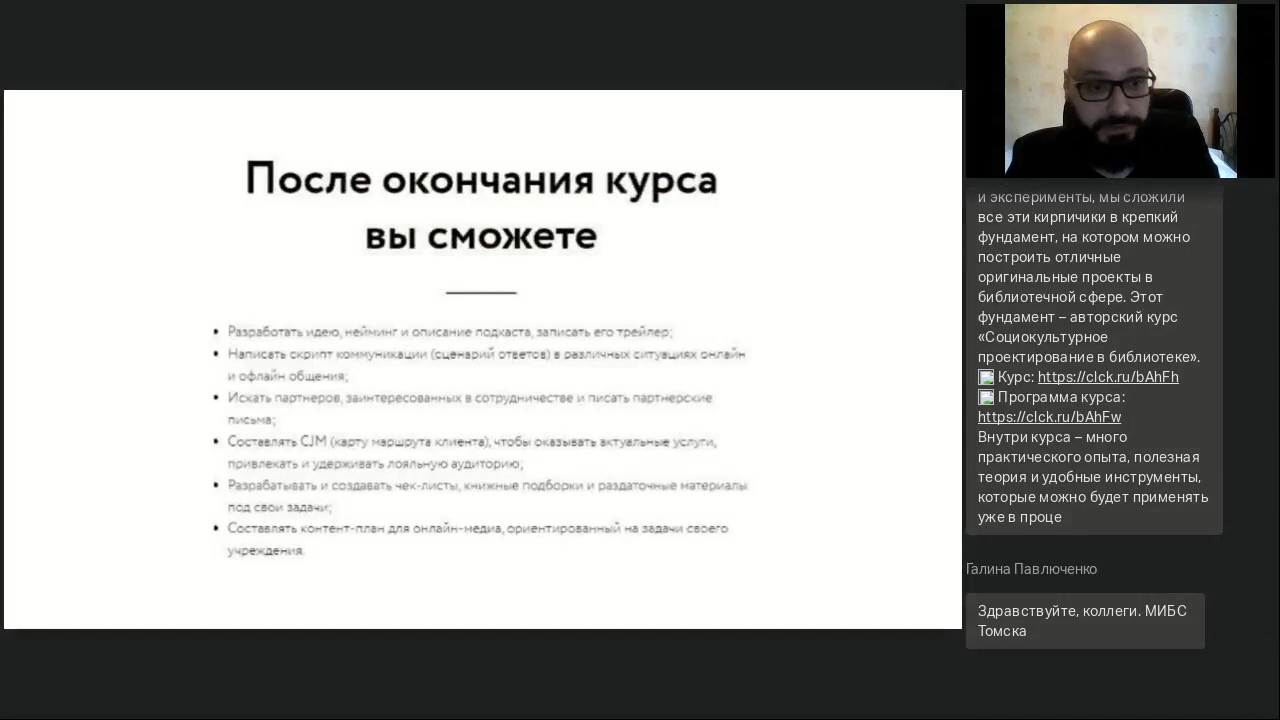 После окончания курса
вы сможете
Разработать идею, нейминг и описание подкаста, записать его трейлер;
Написать скрипт коммуникации (сценарий ответов) в различных ситуациях онлайн
и офлайн общения;
Искать партнеров, заинтересованных в сотрудничестве и писать партнерские
письма;
Составлять CJM (карту маршрута клиента), чтобы оказывать актуальные услуги,
привлекать и удерживать лояльную аудиторию;
Разрабатывать и создавать чек-листы, книжные подборки и раздаточные материалы
под свои задачи;
Составлять контент-план для онлайн-медиа, ориентированный на задачи своего
учреждения.
и эксперименты, мы сложили
все эти кирпичики в крепкий
фундамент, на котором можно
построить отличные
оригинальные проекты в
библиотечной сфере. Этот
фундамент – авторский курс
«Социокультурное
проектирование в библиотеке».
Курс: https://clck.ru/bAhFh
Программа курса:
https://clck.ru/bAhFw
Внутри курса – много
практического опыта, полезная
теория и удобные инструменты,
которые можно будет применять
уже в проце
Галина Павлюченко
Здравствуйте, коллеги. МИБС
Томска